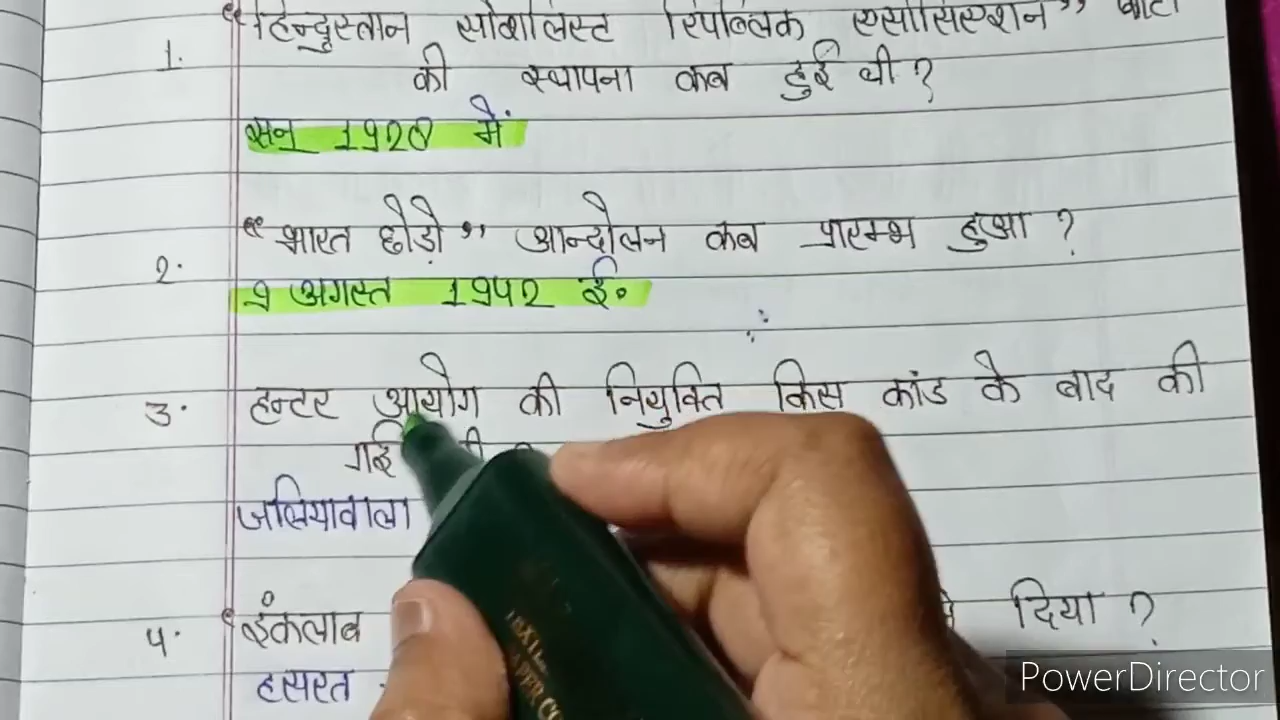 1. "हिन्दुस्तान सोशलिस्ट रिपब्लिक एसोसिएशन"
की स्थापना कब हुई थी ?
सन् 1928 में
2. "भारत छोड़ो" आन्दोलन कब प्रारम्भ हुआ ?
9 अगस्त 1942 ई.
3. हन्टर आयोग की नियुक्ति किस कांड के बाद की
गई
जलियावाला
4. "इंकलाब दिया ?
हसरत
PowerDirector